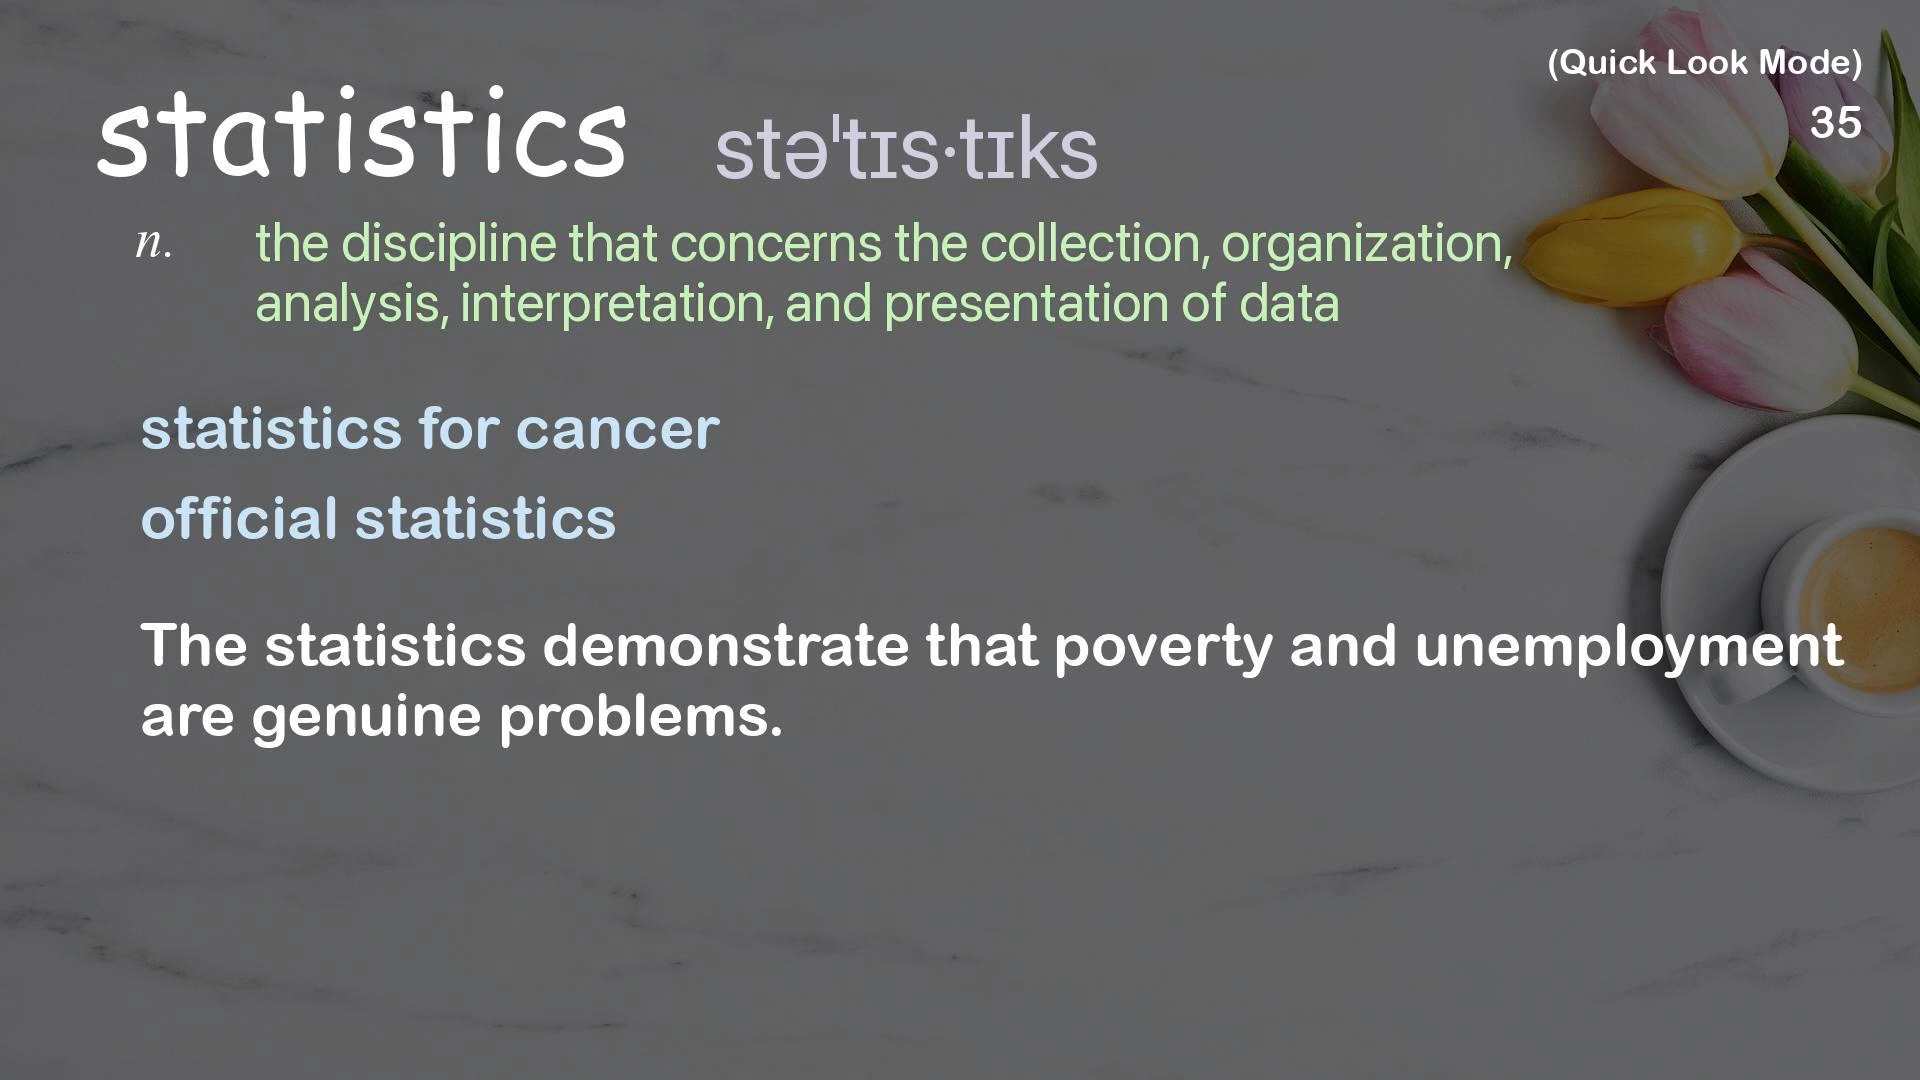 (Quick Look Mode)
35
statistics stəˈtɪs·tɪks
n. the discipline that concerns the collection, organization,
analysis, interpretation, and presentation of data
statistics for cancer
official statistics
The statistics demonstrate that poverty and unemployment
are genuine problems.